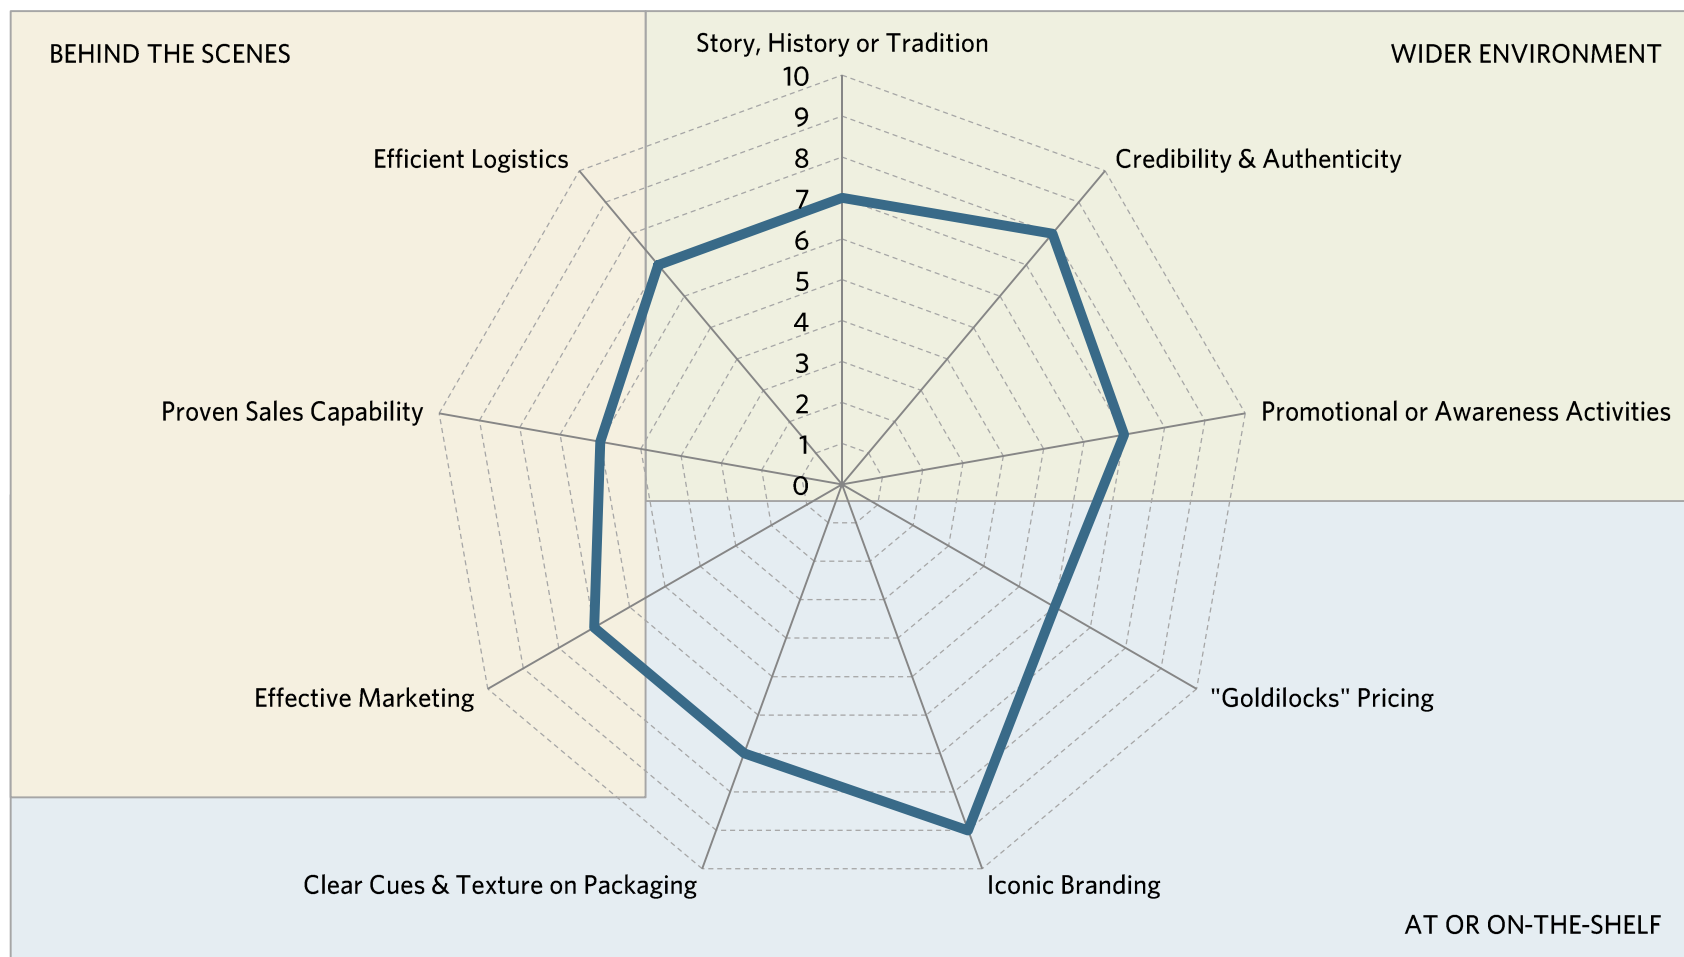 BEHIND THE SCENES
Story, History or Tradition
WIDER ENVIRONMENT
10
9
8
7
6
5
4
3
2
1
0
Efficient Logistics
Credibility & Authenticity
Proven Sales Capability
Promotional or Awareness Activities
Effective Marketing
"Goldilocks" Pricing
Clear Cues & Texture on Packaging
Iconic Branding
AT OR ON-THE-SHELF